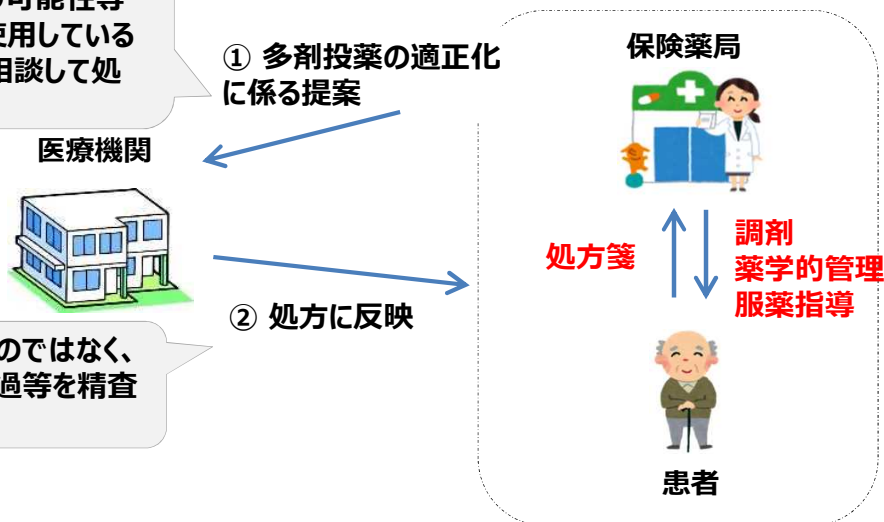 可能性等
使用している
相談して処
① 多剤投薬の適正化
に係る提案
保険薬局
医療機関
処方箋
調剤
薬学的管理
服薬指導
② 処方に反映
のではなく、
過等を精査
患者